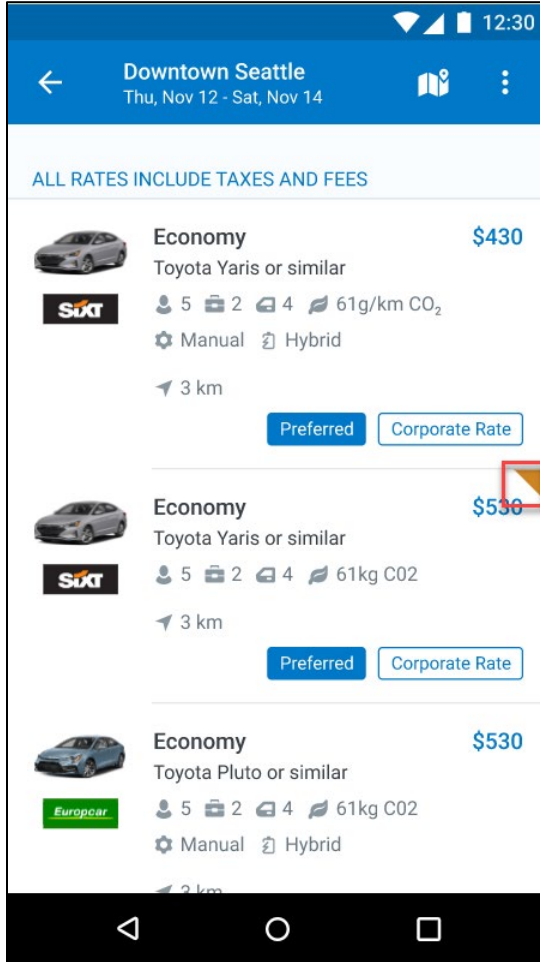 12:30
Downtown Seattle
Thu, Nov 12 - Sat, Nov 14
ALL RATES INCLUDE TAXES AND FEES
Economy $430
Toyota Yaris or similar
SIXT 5 2 4 61g/km CO₂
Manual Hybrid
3 km
Preferred Corporate Rate
Economy $530
Toyota Yaris or similar
SIXT 5 2 4 61kg C02
3 km
Preferred Corporate Rate
Economy $530
Toyota Pluto or similar
Europcar 5 2 4 61kg C02
Manual Hybrid
3 km